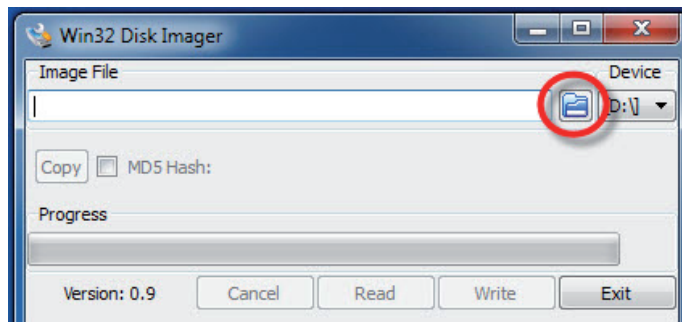 Win32 Disk Imager
Image File
Device
[D:\]
Copy
MD5 Hash:
Progress
Version: 0.9
Cancel
Read
Write
Exit